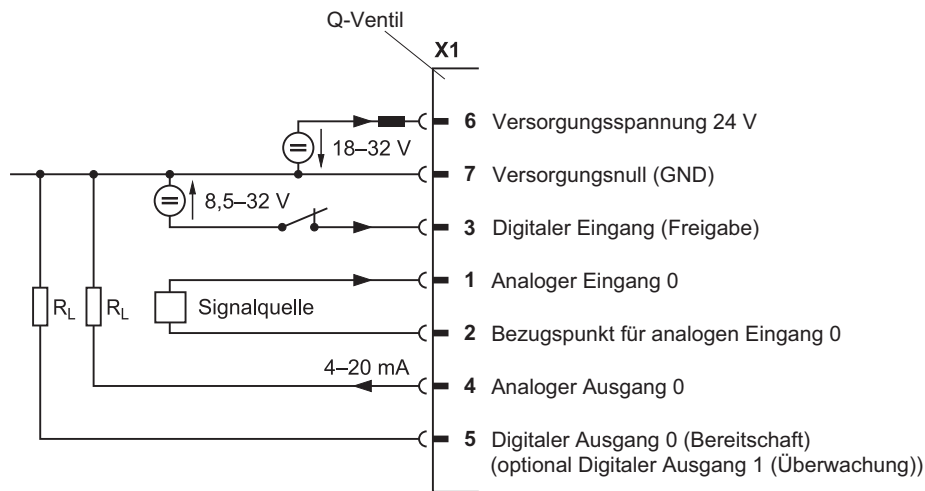 Q-Ventil
X1
6 Versorgungsspannung 24 V
18–32 V
7 Versorgungsnull (GND)
8,5–32 V
3 Digitaler Eingang (Freigabe)
1 Analoger Eingang 0
RL RL Signalquelle
2 Bezugspunkt für analogen Eingang 0
4–20 mA
4 Analoger Ausgang 0
5 Digitaler Ausgang 0 (Bereitschaft)
(optional Digitaler Ausgang 1 (Überwachung))